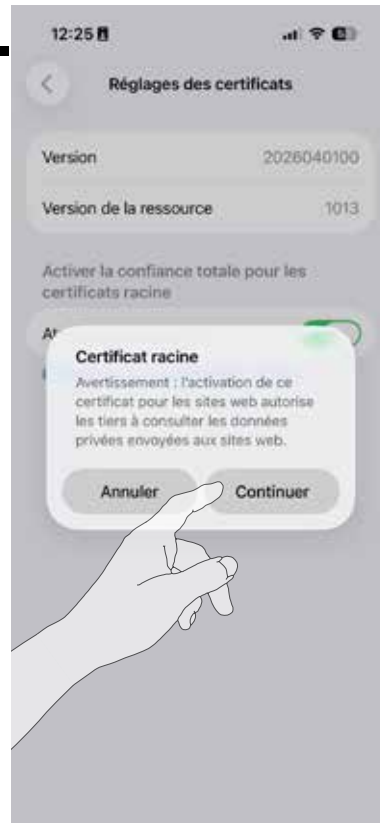 12:25
Réglages des certificats
Version 2026040100
Version de la ressource 1013
Activer la confiance totale pour les
certificats racine
Certificat racine
Avertissement : l'activation de ce
certificat pour les sites web autorise
les tiers à consulter les données
privées envoyées aux sites web.
Annuler Continuer